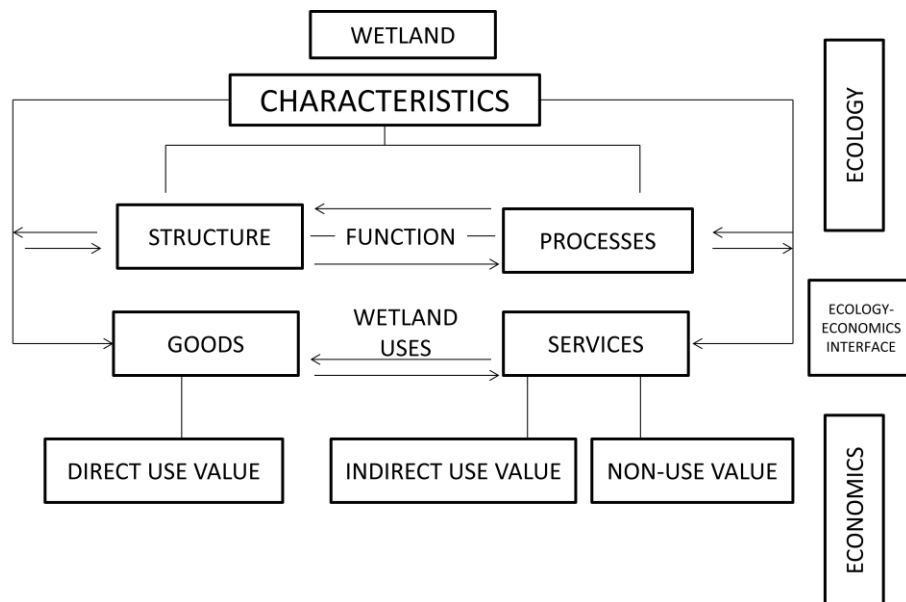 WETLAND
CHARACTERISTICS
ECOLOGY
STRUCTURE
FUNCTION
PROCESSES
ECOLOGY-
ECONOMICS
INTERFACE
GOODS
WETLAND
USES
SERVICES
DIRECT USE VALUE
INDIRECT USE VALUE
NON-USE VALUE
ECONOMICS